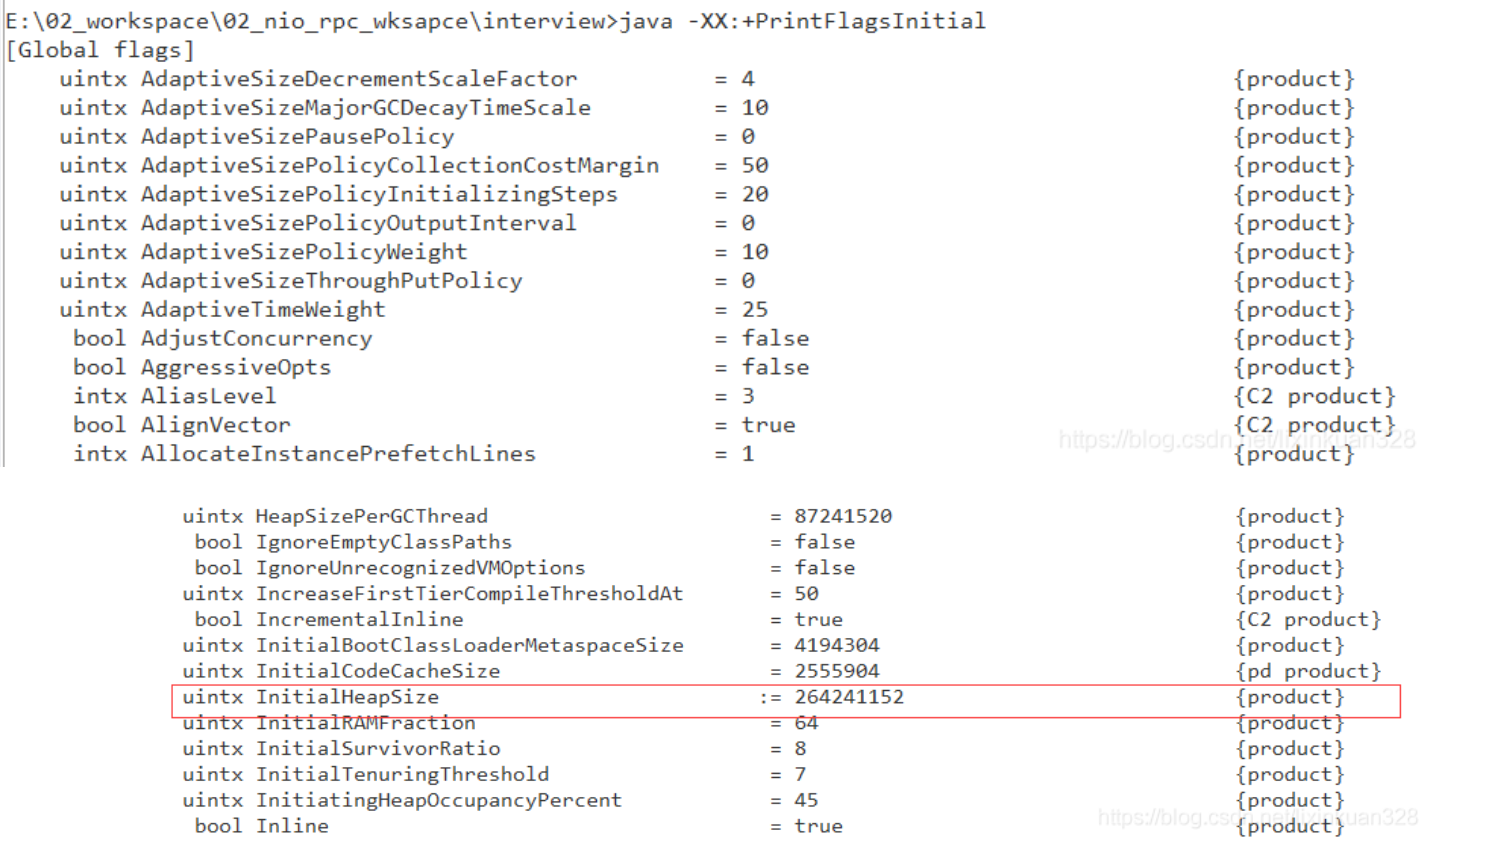 E:\02_workspace\02_nio_rpc_wksapce\interview>java -XX:+PrintFlagsInitial
[Global flags]
uintx AdaptiveSizeDecrementScaleFactor = 4 {product}
uintx AdaptiveSizeMajorGCDecayTimeScale = 10 {product}
uintx AdaptiveSizePausePolicy = 0 {product}
uintx AdaptiveSizePolicyCollectionCostMargin = 50 {product}
uintx AdaptiveSizePolicyInitializingSteps = 20 {product}
uintx AdaptiveSizePolicyOutputInterval = 0 {product}
uintx AdaptiveSizePolicyWeight = 10 {product}
uintx AdaptiveSizeThroughPutPolicy = 0 {product}
uintx AdaptiveTimeWeight = 25 {product}
bool AdjustConcurrency = false {product}
bool AggressiveOpts = false {product}
intx AliasLevel = 3 {C2 product}
bool AlignVector = true {C2 product}
https://blog.csdn.net/lixinkuan328
intx AllocateInstancePrefetchLines = 1 {product}
uintx HeapSizePerGCThread = 87241520 {product}
bool IgnoreEmptyClassPaths = false {product}
bool IgnoreUnrecognizedVMOptions = false {product}
uintx IncreaseFirstTierCompileThresholdAt = 50 {product}
bool IncrementalInline = true {C2 product}
uintx InitialBootClassLoaderMetaspaceSize = 4194304 {product}
uintx InitialCodeCacheSize = 2555904 {pd product}
uintx InitialHeapSize := 264241152 {product}
uintx InitialRAMFraction = 64 {product}
uintx InitialSurvivorRatio = 8 {product}
uintx InitialTenuringThreshold = 7 {product}
uintx InitiatingHeapOccupancyPercent = 45 {product}
https://blog.csdn.net/lixinkuan328
bool Inline = true {product}